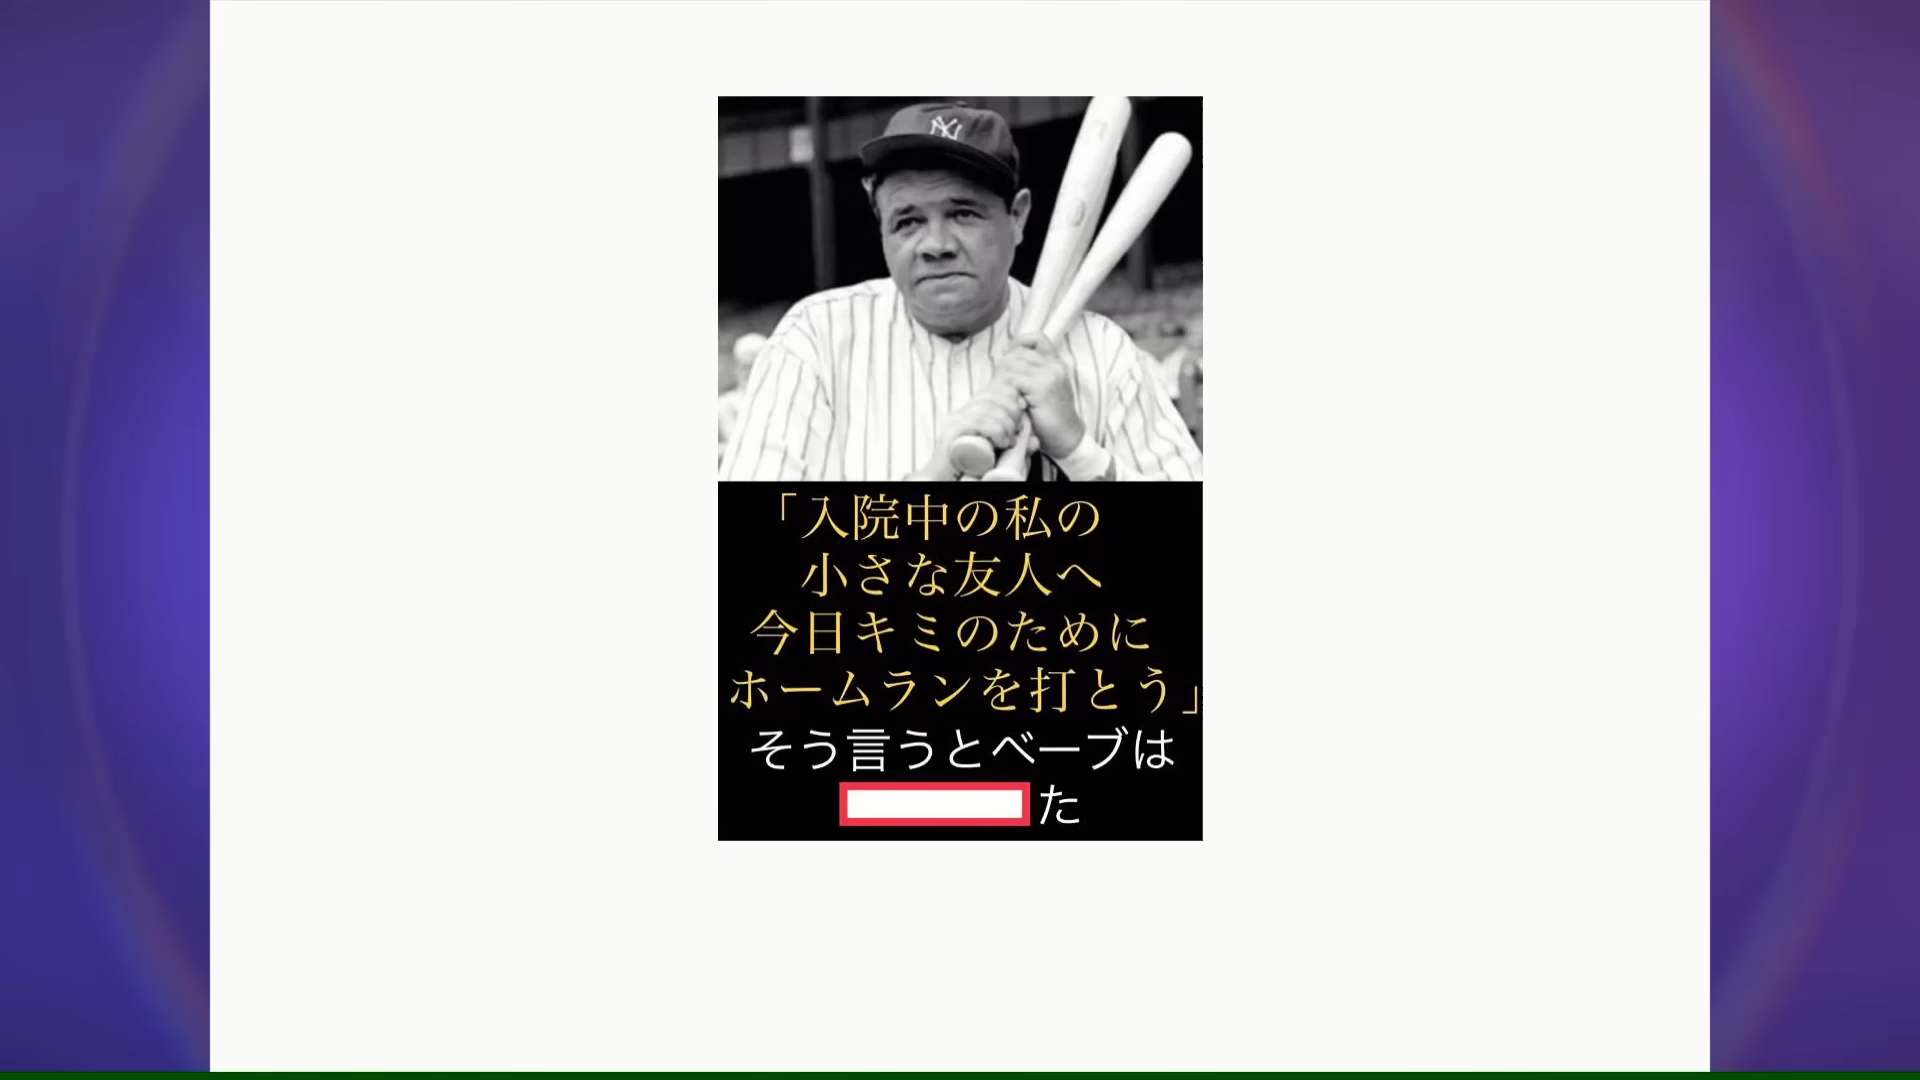 NY
「入院中の私の
小さな友人へ
今日キミのために
ホームランを打とう」
そう言うとベーブは
た